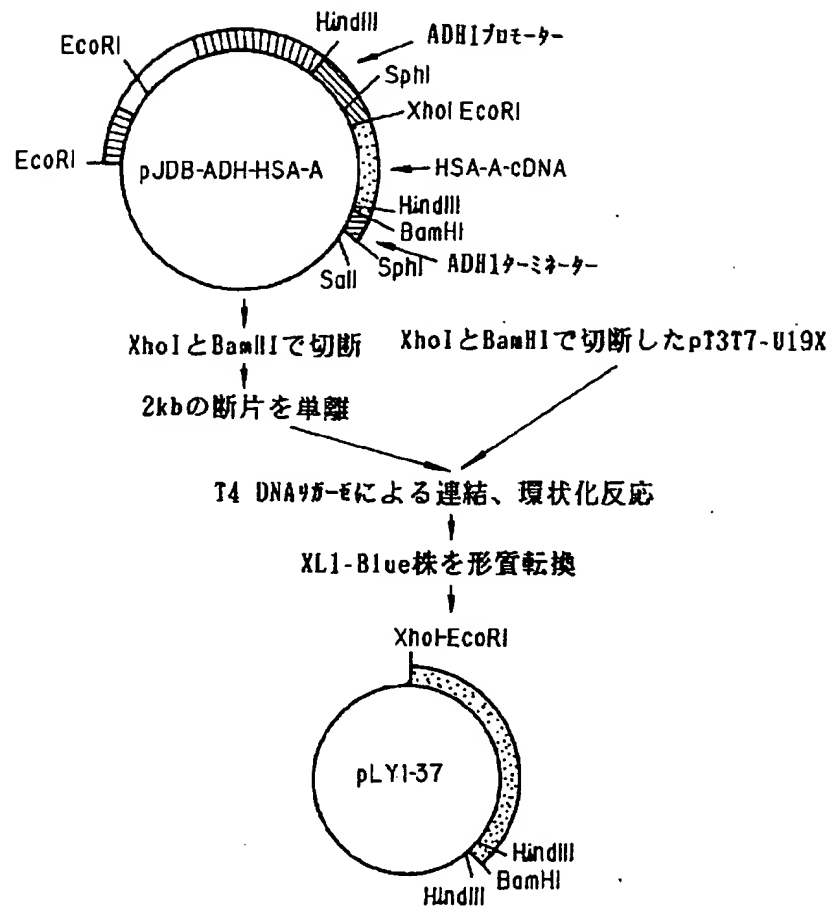 HindIII
ADH1プロモーター
EcoRI
SphI
XhoI EcoRI
EcoRI
pJDB-ADH-HSA-A
HSA-A-cDNA
HindIII
BamHI
SphI
ADH1ターミネーター
SalI
XhoIとBamHIで切断
XhoIとBamHIで切断したpT3T7-U19X
2kbの断片を単離
T4 DNAリガーゼによる連結、環状化反応
XL1-Blue株を形質転換
XhoI-EcoRI
pLY1-37
HindIII
BamHI
HindIII